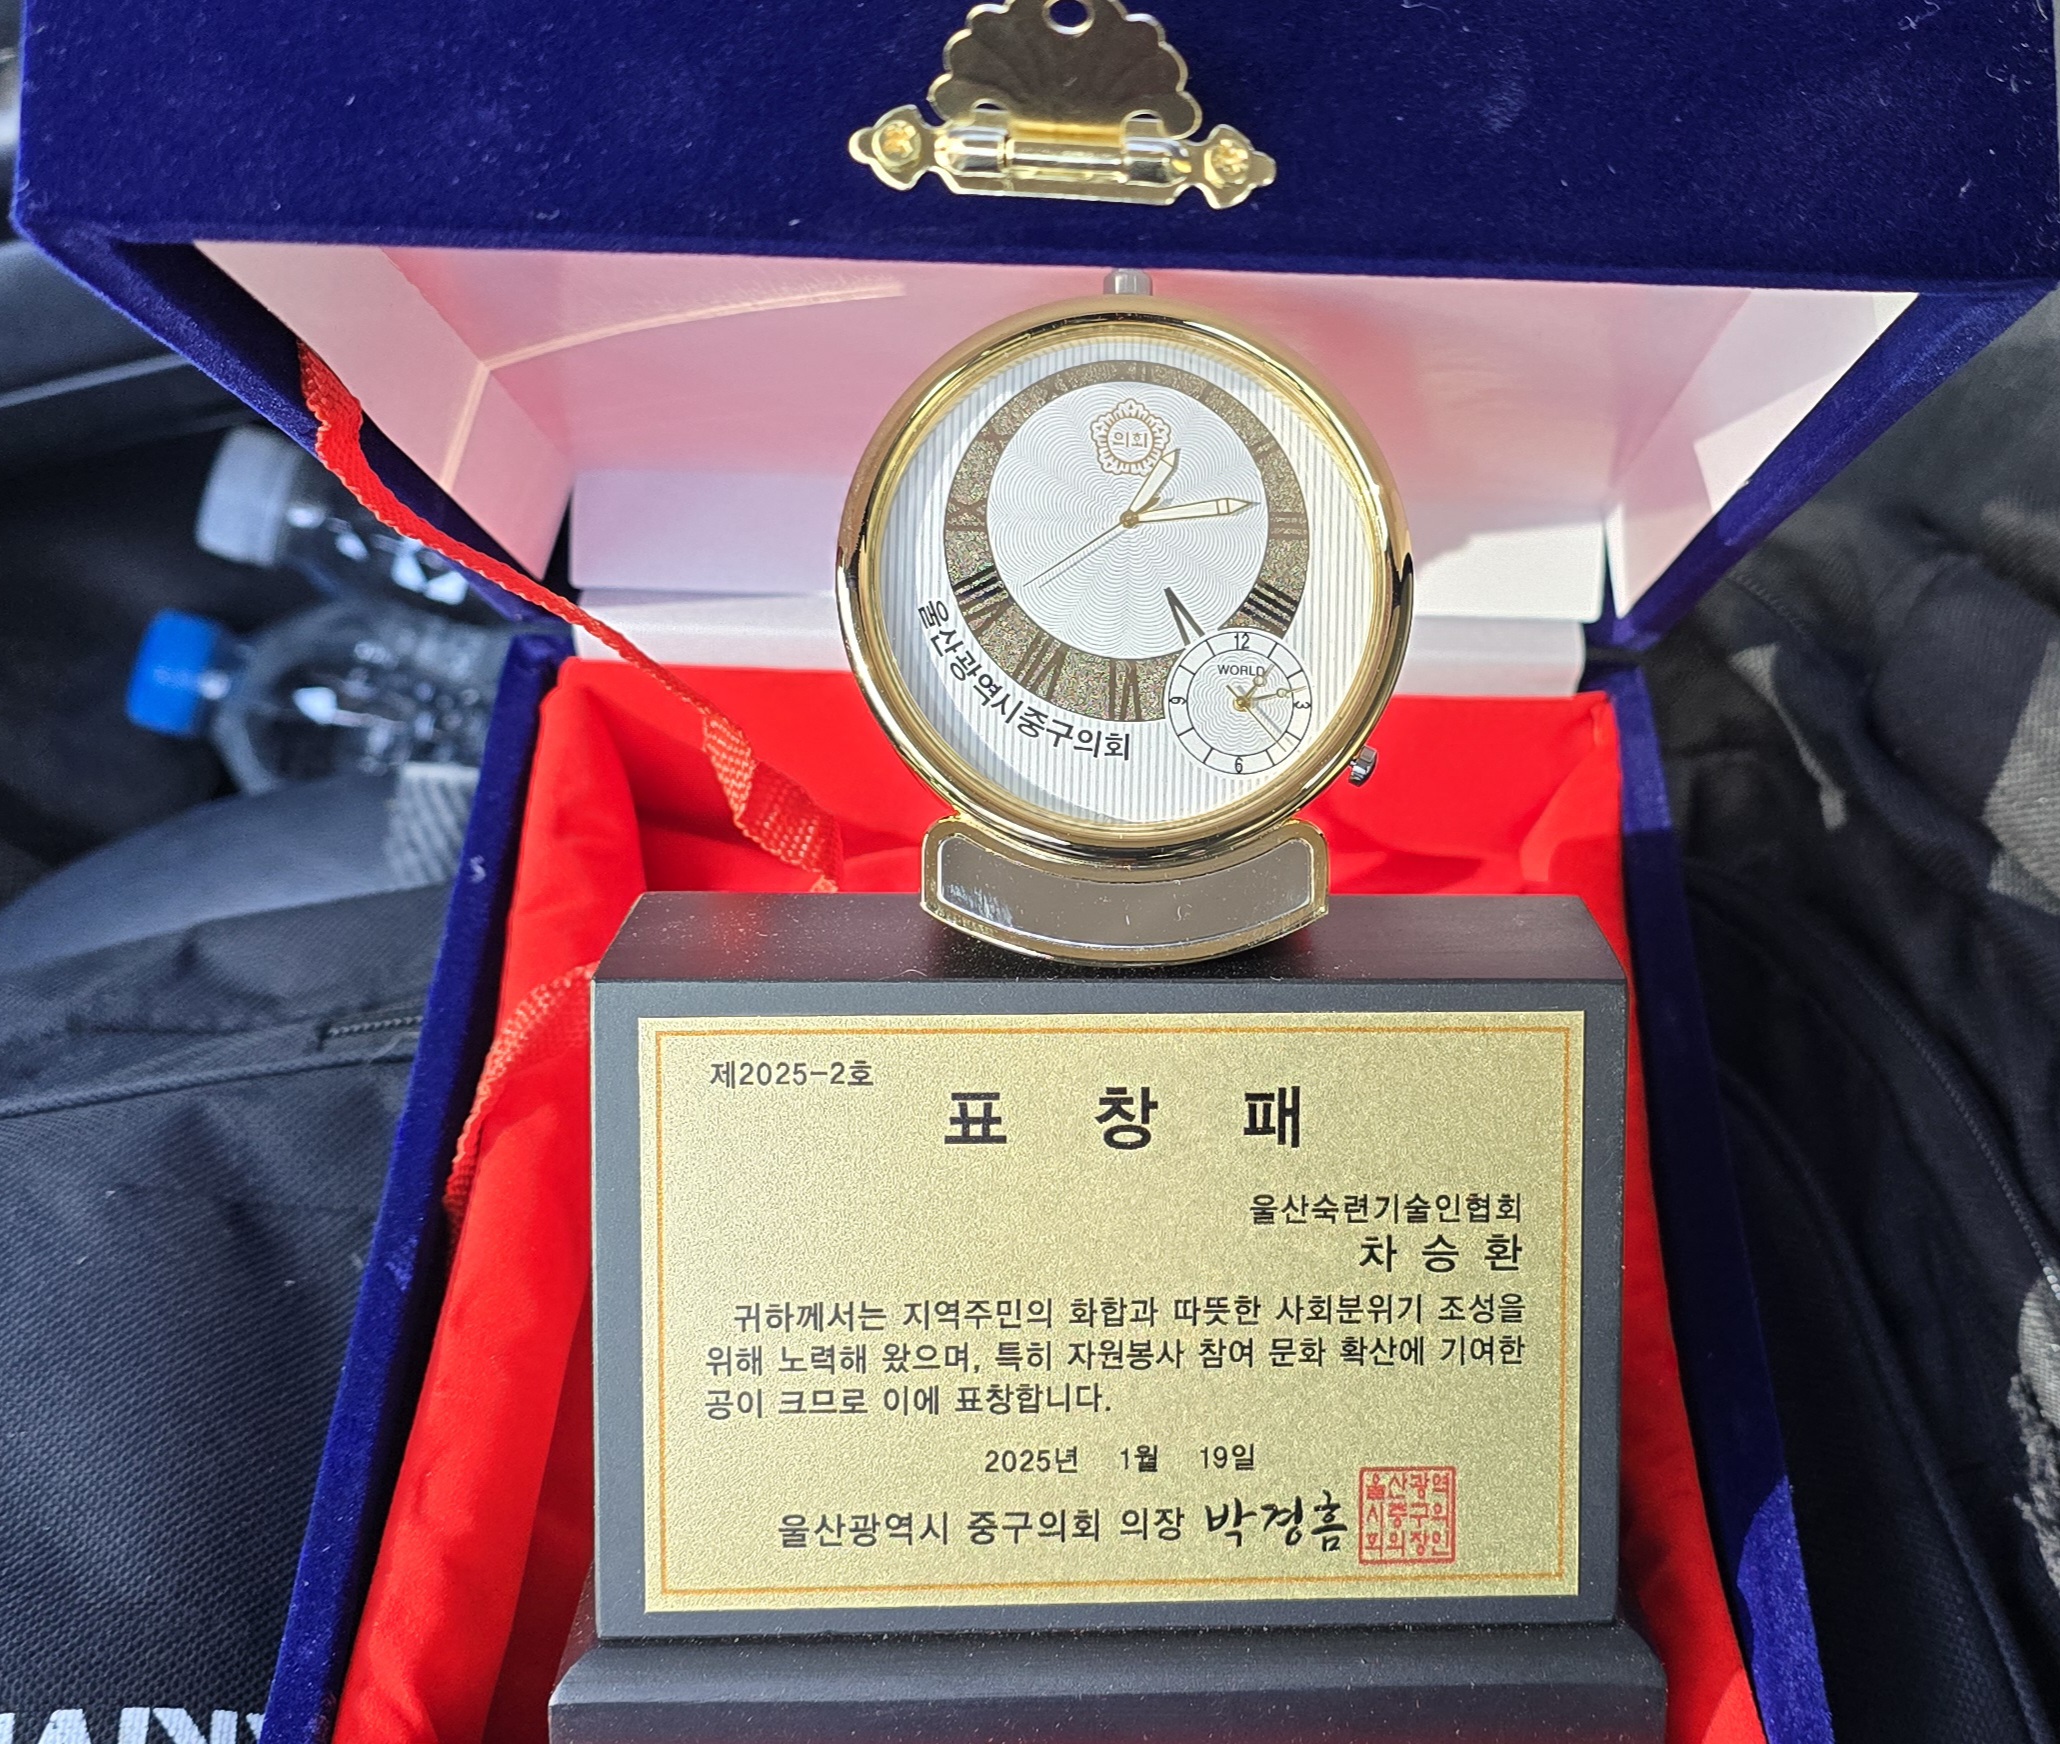 의회
울산광역시중구의회
12
WORLD
3
6
9
제2025-2호
표 창 패
울산숙련기술인협회
차 승 환
귀하께서는 지역주민의 화합과 따뜻한 사회분위기 조성을
위해 노력해 왔으며, 특히 자원봉사 참여 문화 확산에 기여한
공이 크므로 이에 표창합니다.
2025년 1월 19일
울산광역시 중구의회 의장 박경흠
울산광역
시중구의
회의장인